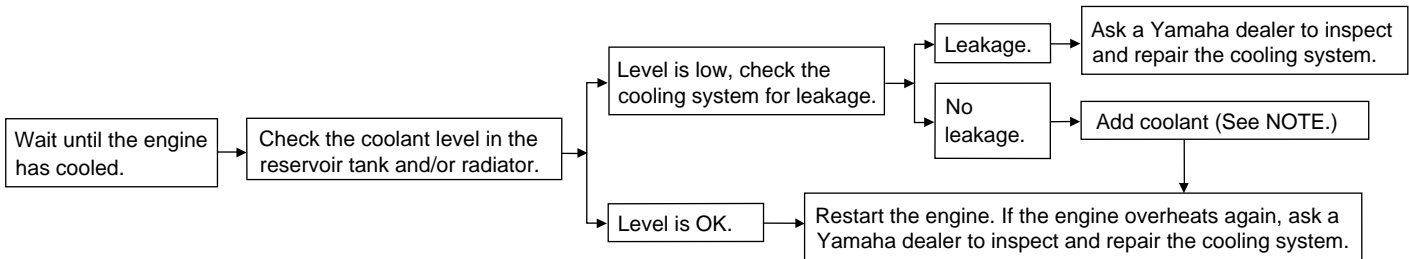 Wait until the engine
has cooled.
Check the coolant level in the
reservoir tank and/or radiator.
Level is low, check the
cooling system for leakage.
Leakage.
Ask a Yamaha dealer to inspect
and repair the cooling system.
No
leakage.
Add coolant (See NOTE.)
Level is OK.
Restart the engine. If the engine overheats again, ask a
Yamaha dealer to inspect and repair the cooling system.